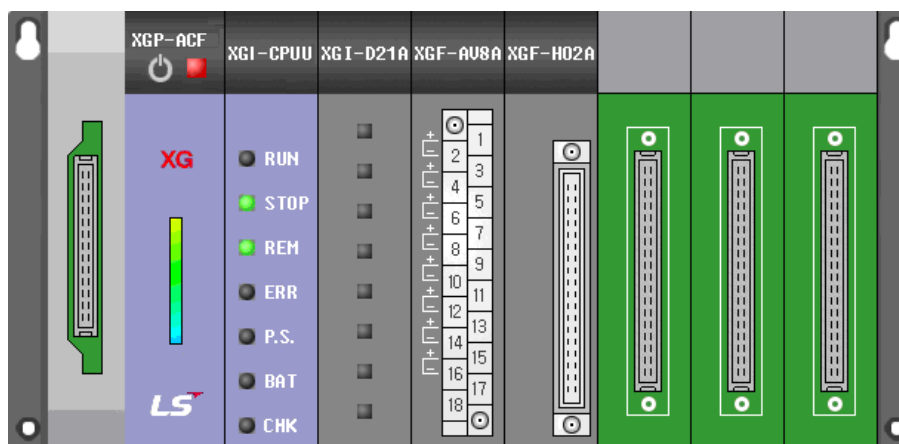 XGP-ACF
XGI-CPUU
XGI-D21A
XGF-AV8A
XGF-HO2A
XG
LS
RUN
STOP
REM
ERR
P.S.
BAT
CHK
1
2
3
4
5
6
7
8
9
10
11
12
13
14
15
16
17
18